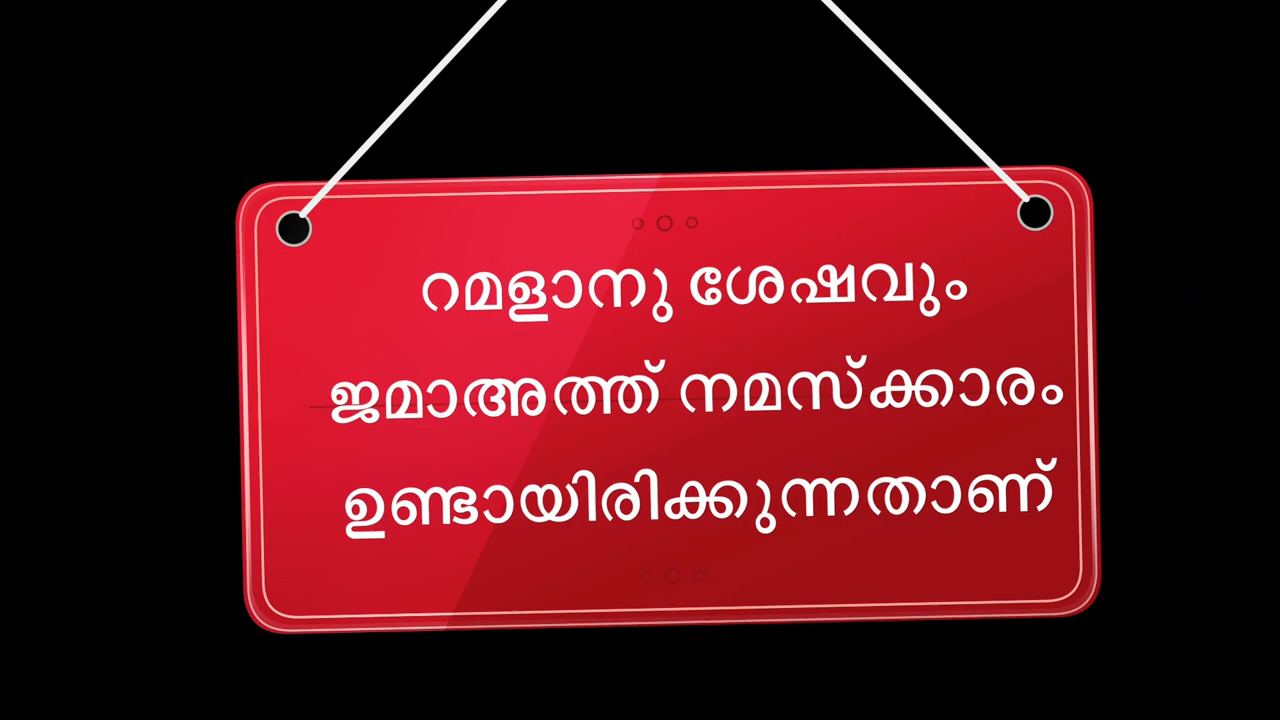 റമളാനു ശേഷവും
ജമാഅത്ത് നമസ്ക്കാരം
ഉണ്ടായിരിക്കുന്നതാണ്